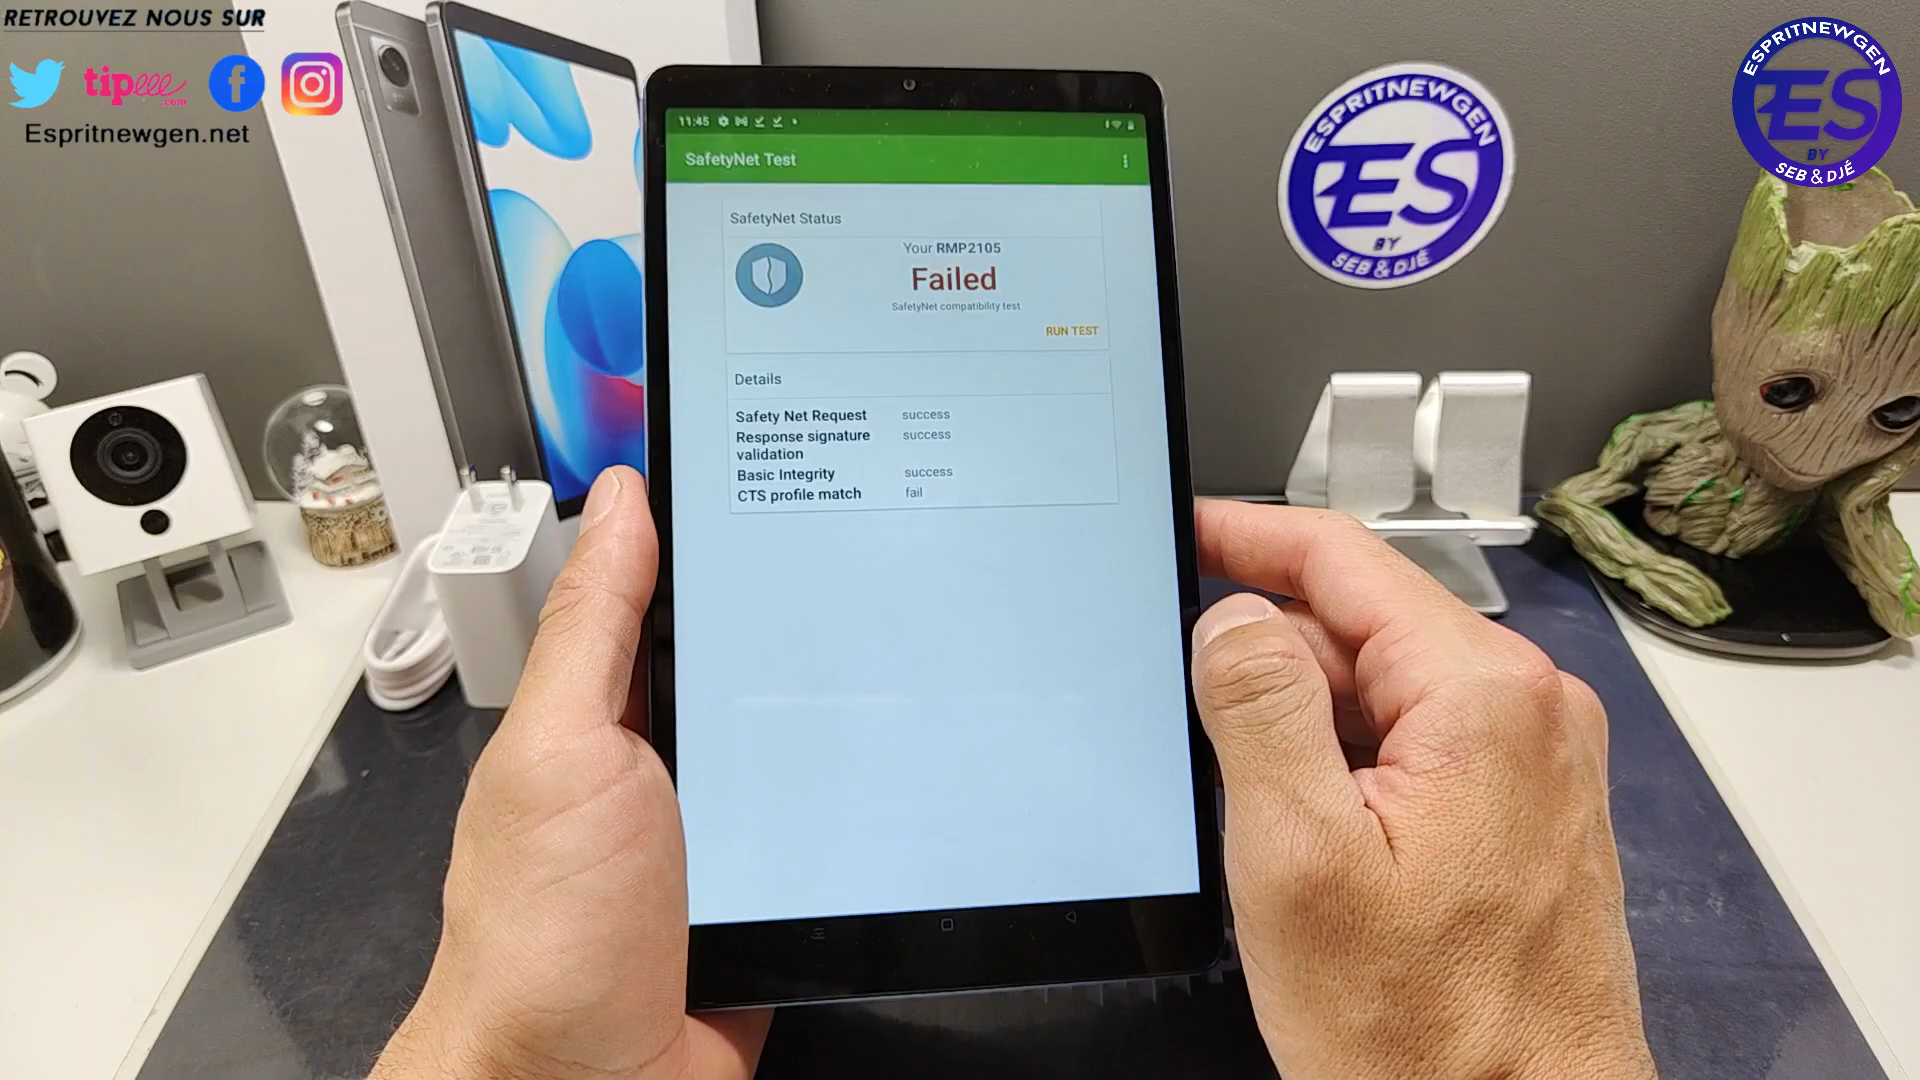 RETROUVEZ NOUS SUR
tipeee
.com
Espritnewgen.net
11:45
SafetyNet Test
SafetyNet Status
Your RMP2105
Failed
SafetyNet compatibility test
RUN TEST
Details
Safety Net Request success
Response signature validation success
Basic Integrity success
CTS profile match fail
ESPRITNEWGEN
ES
BY
SEB & DJÉ
ESPRITNEWGEN
ES
BY
SEB & DJÉ